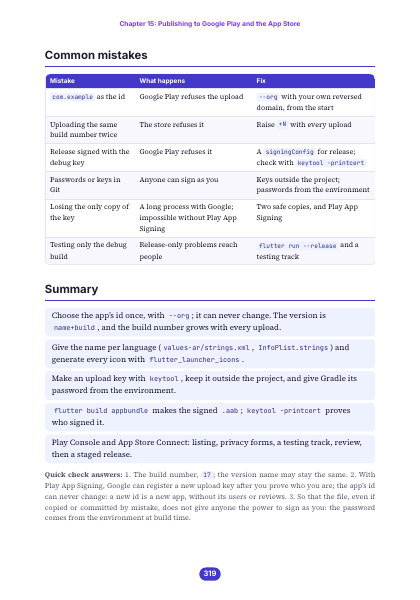 Chapter 15: Publishing to Google Play and the App Store
Common mistakes
Mistake What happens Fix
com.example as the id Google Play refuses the upload --org with your own reversed
domain, from the start
Uploading the same The store refuses it Raise +N with every upload
build number twice
Release signed with the Google Play refuses it A signingConfig for release;
debug key check with keytool -printcert
Passwords or keys in Anyone can sign as you Keys outside the project;
Git passwords from the environment
Losing the only copy of A long process with Google; Two safe copies, and Play App
the key impossible without Play App Signing
Signing
Testing only the debug Release-only problems reach flutter run --release and a
build people testing track
Summary
Choose the app's id once, with --org ; it can never change. The version is
name+build , and the build number grows with every upload.
Give the name per language ( values-ar/strings.xml , InfoPlist.strings ) and
generate every icon with flutter_launcher_icons .
Make an upload key with keytool , keep it outside the project, and give Gradle its
password from the environment.
flutter build appbundle makes the signed .aab ; keytool -printcert proves
who signed it.
Play Console and App Store Connect: listing, privacy forms, a testing track, review,
then a staged release.
Quick check answers: 1. The build number, 17 ; the version name may stay the same. 2. With
Play App Signing, Google can register a new upload key after you prove who you are; the app's id
can never change: a new id is a new app, without its users or reviews. 3. So that the file, even if
copied or committed by mistake, does not give anyone the power to sign as you: the password
comes from the environment at build time.
319